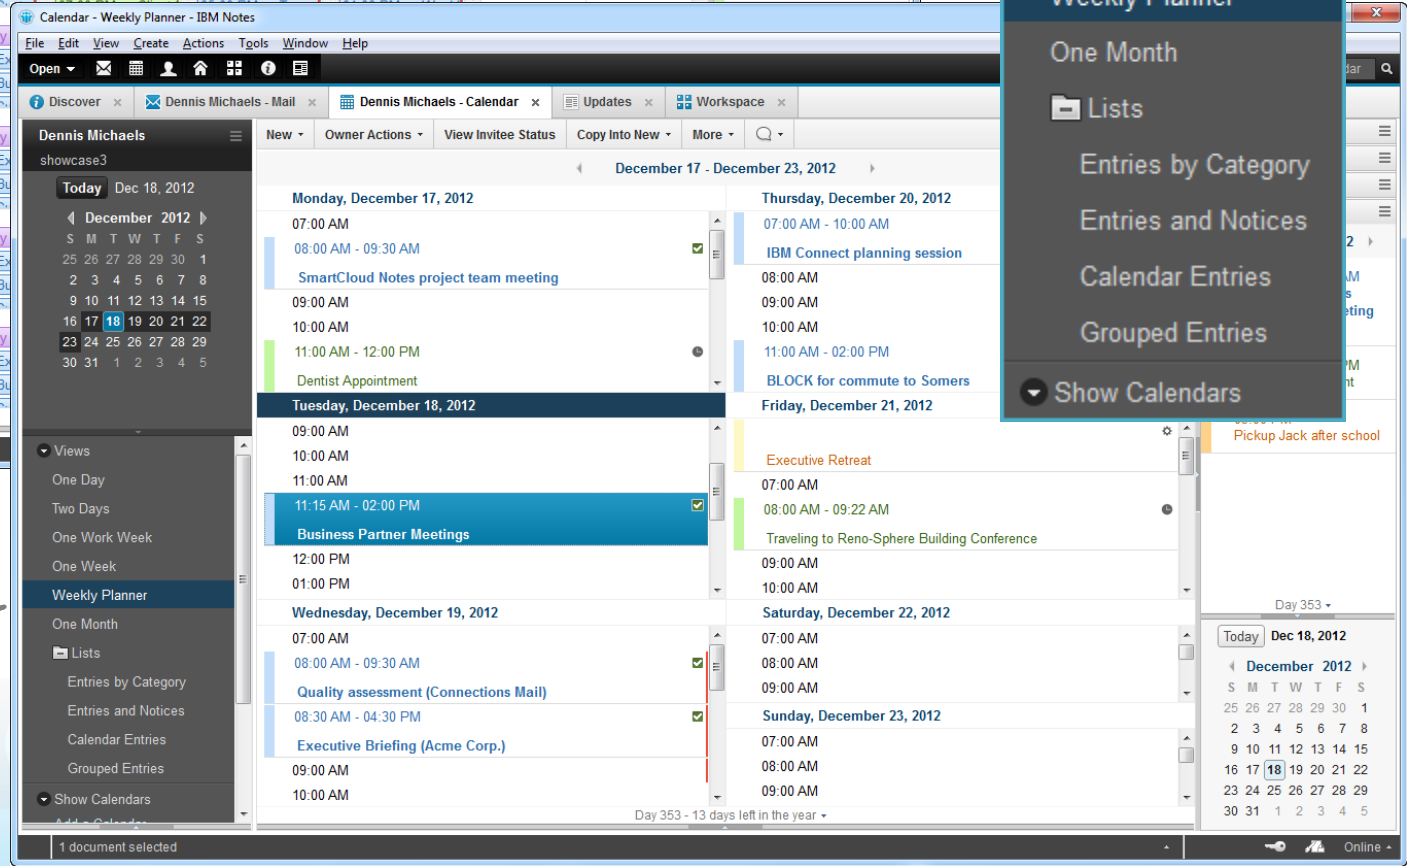 Calendar - Weekly Planner - IBM Notes
File Edit View Create Actions Tools Window Help
Open
Discover
Dennis Michaels - Mail
Dennis Michaels - Calendar
Updates
Workspace
Dennis Michaels
showcase3
Today Dec 18, 2012
December 2012
S M T W T F S
25 26 27 28 29 30 1
2 3 4 5 6 7 8
9 10 11 12 13 14 15
16 17 18 19 20 21 22
23 24 25 26 27 28 29
30 31 1 2 3 4 5
Views
One Day
Two Days
One Work Week
One Week
Weekly Planner
One Month
Lists
Entries by Category
Entries and Notices
Calendar Entries
Grouped Entries
Show Calendars
Add a Calendar
New Owner Actions View Invitee Status Copy Into New More
December 17 - December 23, 2012
Monday, December 17, 2012
07:00 AM
08:00 AM - 09:30 AM
SmartCloud Notes project team meeting
09:00 AM
10:00 AM
11:00 AM - 12:00 PM
Dentist Appointment
Tuesday, December 18, 2012
09:00 AM
10:00 AM
11:00 AM
11:15 AM - 02:00 PM
Business Partner Meetings
12:00 PM
01:00 PM
Wednesday, December 19, 2012
07:00 AM
08:00 AM - 09:30 AM
Quality assessment (Connections Mail)
08:30 AM - 04:30 PM
Executive Briefing (Acme Corp.)
09:00 AM
10:00 AM
Thursday, December 20, 2012
07:00 AM - 10:00 AM
IBM Connect planning session
08:00 AM
09:00 AM
10:00 AM
11:00 AM - 02:00 PM
BLOCK for commute to Somers
Friday, December 21, 2012
Executive Retreat
07:00 AM
08:00 AM - 09:22 AM
Traveling to Reno-Sphere Building Conference
09:00 AM
10:00 AM
Saturday, December 22, 2012
07:00 AM
08:00 AM
09:00 AM
Sunday, December 23, 2012
07:00 AM
08:00 AM
09:00 AM
Day 353 - 13 days left in the year
Weekly Planner
One Month
Lists
Entries by Category
Entries and Notices
Calendar Entries
Grouped Entries
Show Calendars
Pickup Jack after school
Day 353
Today Dec 18, 2012
December 2012
S M T W T F S
25 26 27 28 29 30 1
2 3 4 5 6 7 8
9 10 11 12 13 14 15
16 17 18 19 20 21 22
23 24 25 26 27 28 29
30 31 1 2 3 4 5
1 document selected
Online